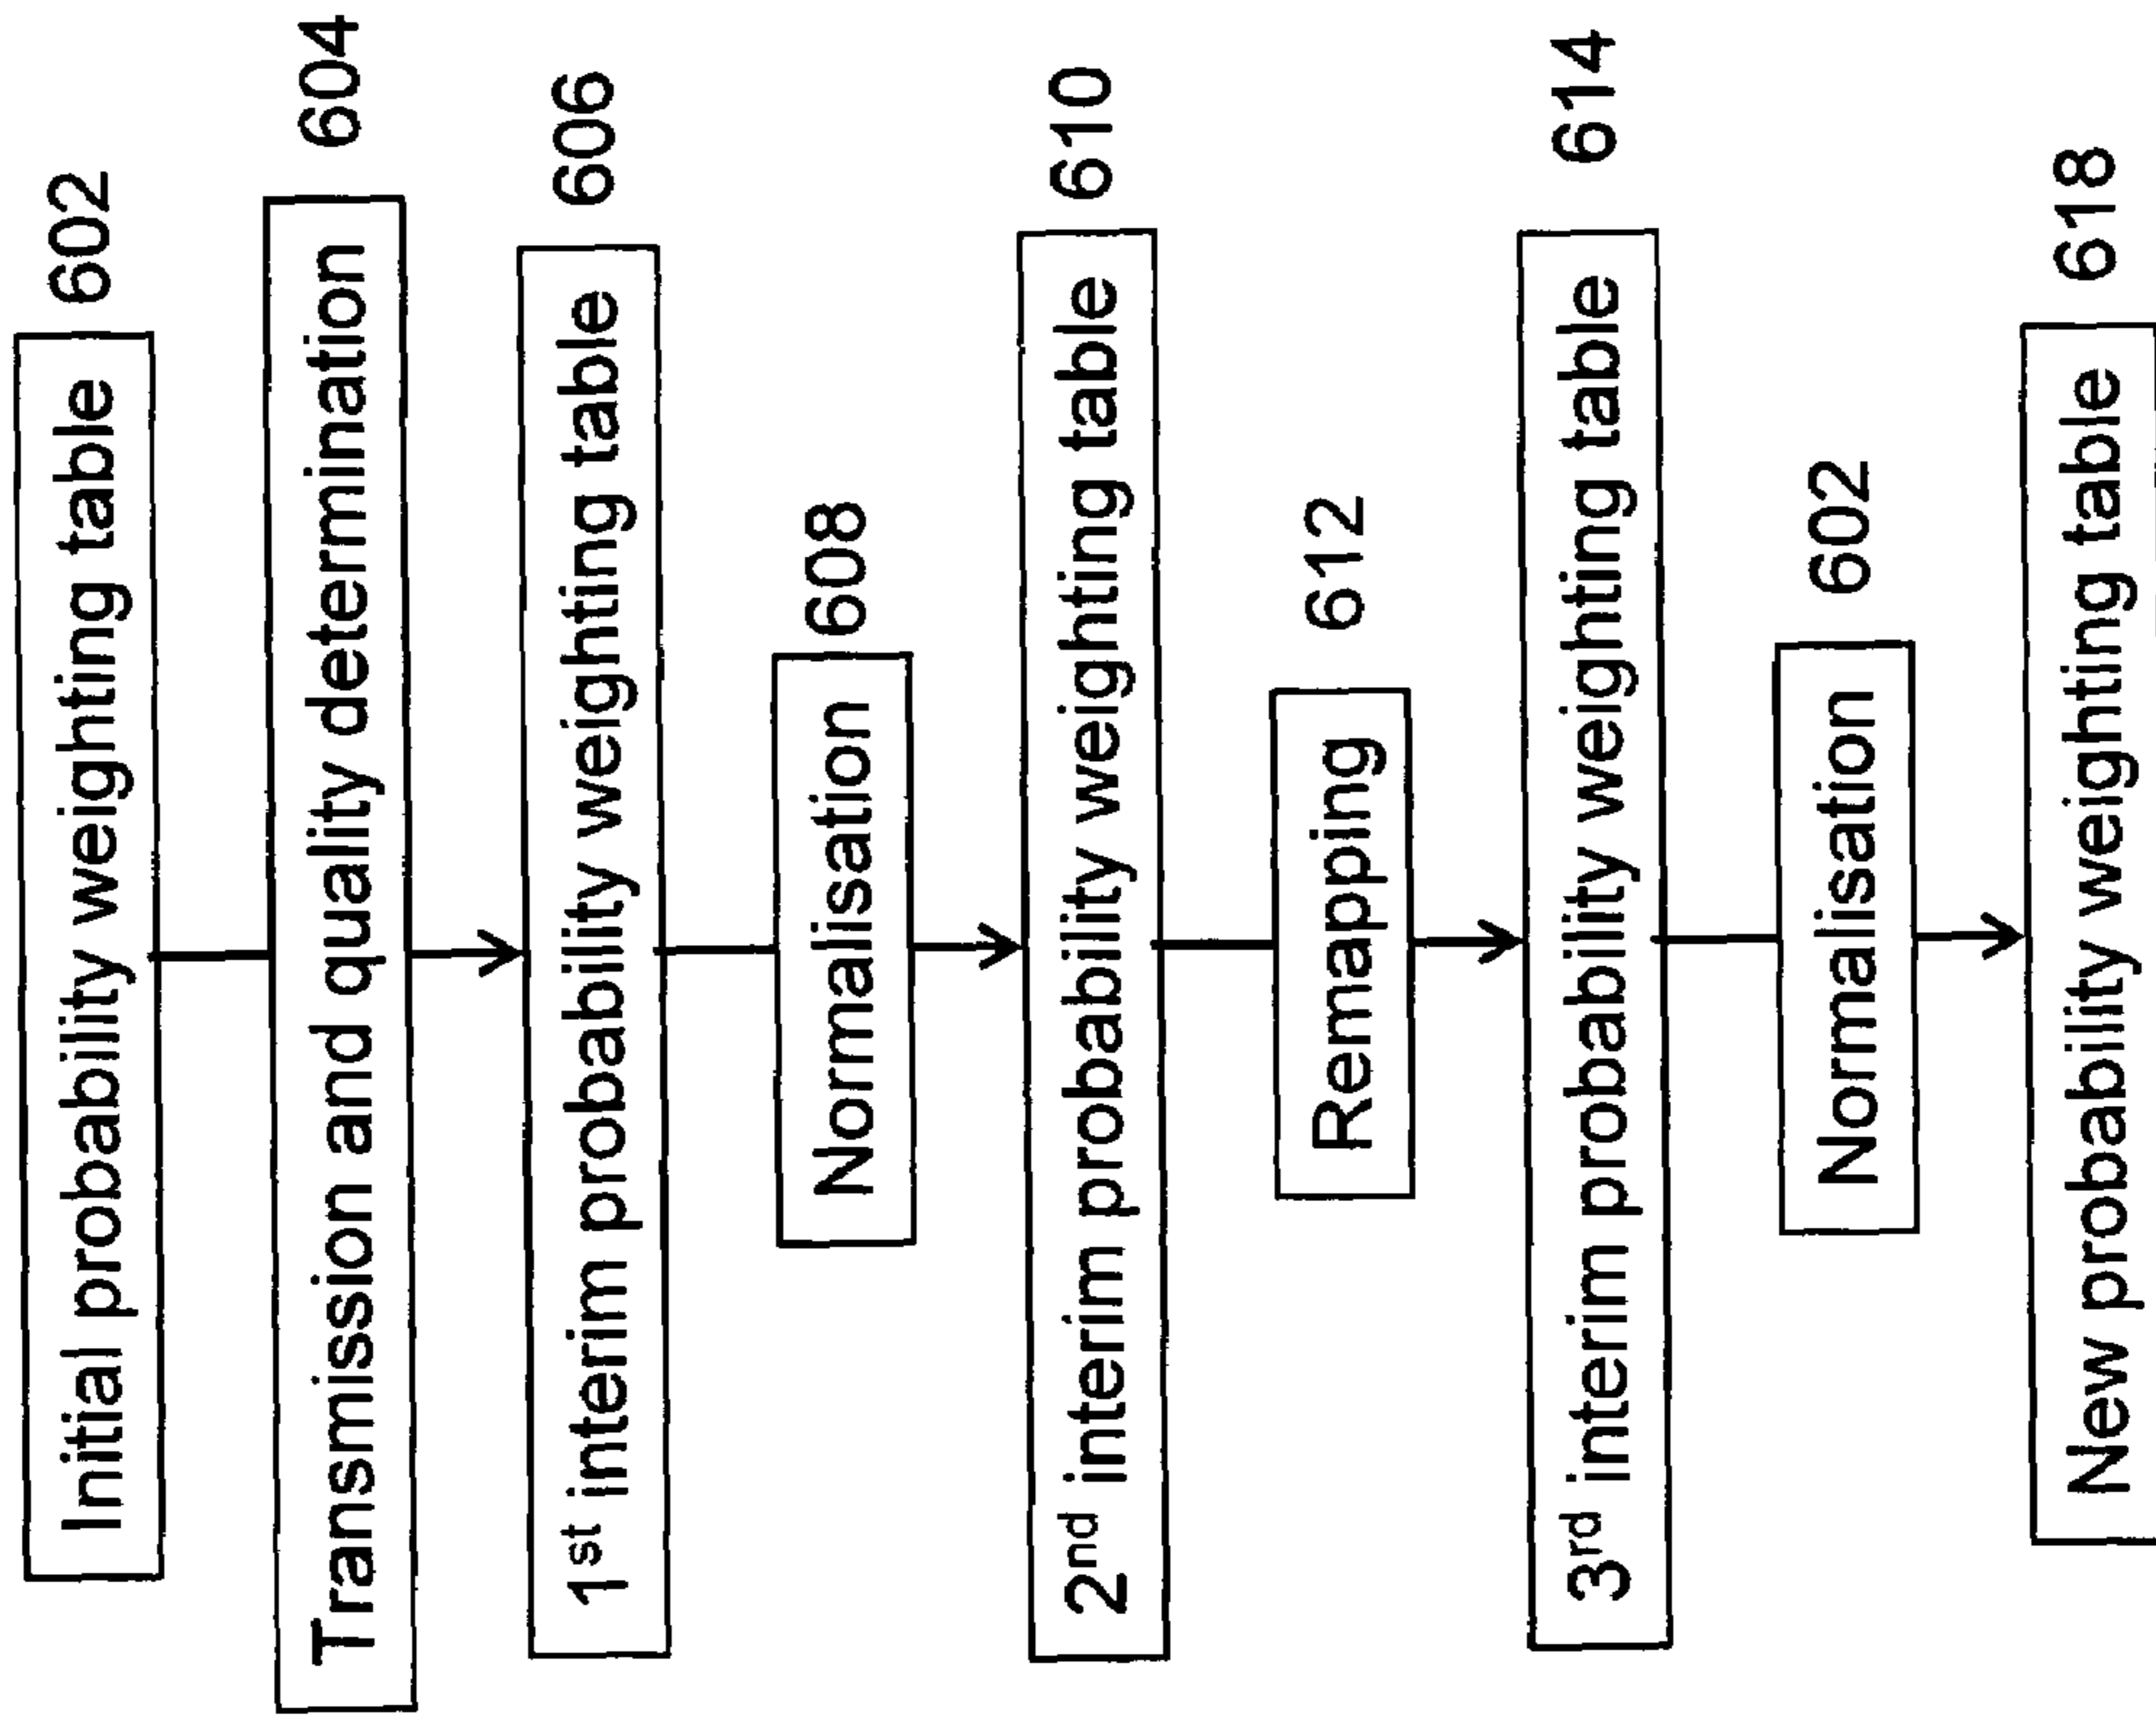 Initial probability weighting table 602
Transmission and quality determination 604
1st interim probability weighting table 606
Normalisation 608
2nd interim probability weighting table 610
Remapping 612
3rd interim probability weighting table 614
Normalisation 602
New probability weighting table 618